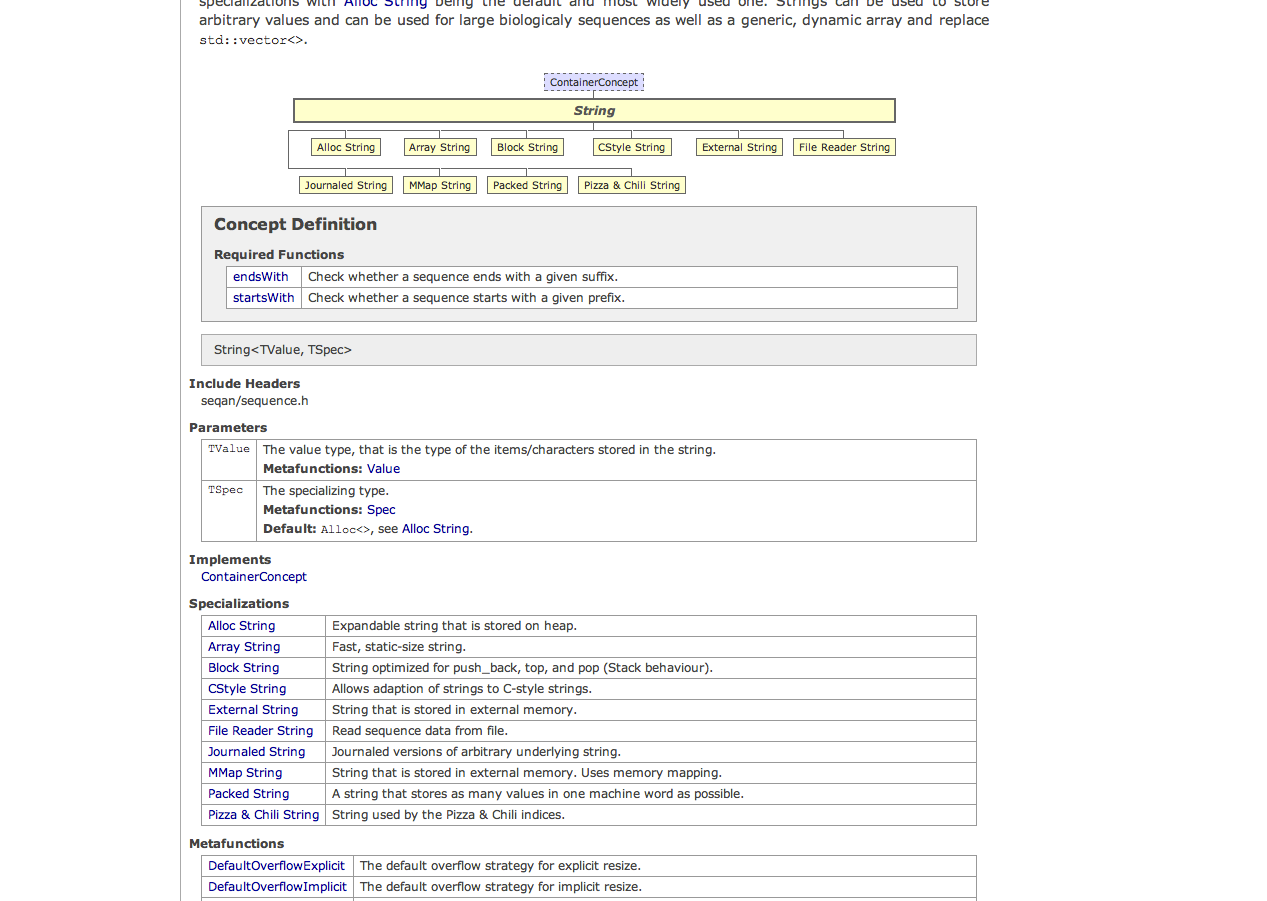 specializations with Alloc String being the default and most widely used one. Strings can be used to store
arbitrary values and can be used for large biologicaly sequences as well as a generic, dynamic array and replace
std::vector<>.
ContainerConcept
String
Alloc String Array String Block String CStyle String External String File Reader String
Journaled String MMap String Packed String Pizza & Chili String
Concept Definition
Required Functions
endsWith Check whether a sequence ends with a given suffix.
startsWith Check whether a sequence starts with a given prefix.
String<TValue, TSpec>
Include Headers
seqan/sequence.h
Parameters
TValue The value type, that is the type of the items/characters stored in the string.
Metafunctions: Value
TSpec The specializing type.
Metafunctions: Spec
Default: Alloc<>, see Alloc String.
Implements
ContainerConcept
Specializations
Alloc String Expandable string that is stored on heap.
Array String Fast, static-size string.
Block String String optimized for push_back, top, and pop (Stack behaviour).
CStyle String Allows adaption of strings to C-style strings.
External String String that is stored in external memory.
File Reader String Read sequence data from file.
Journaled String Journaled versions of arbitrary underlying string.
MMap String String that is stored in external memory. Uses memory mapping.
Packed String A string that stores as many values in one machine word as possible.
Pizza & Chili String String used by the Pizza & Chili indices.
Metafunctions
DefaultOverflowExplicit The default overflow strategy for explicit resize.
DefaultOverflowImplicit The default overflow strategy for implicit resize.